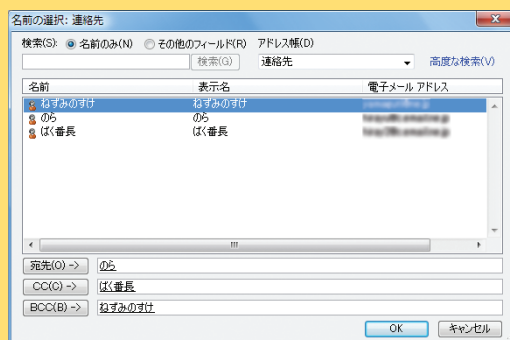 名前の選択: 連絡先
検索(S): 名前のみ(N) その他のフィールド(R) アドレス帳(D)
検索(G) 連絡先 高度な検索(V)
名前 表示名 電子メール アドレス
ねずみのすけ ねずみのすけ
のら のら
ばく番長 ばく番長
宛先(O) -> のら
CC(C) -> ばく番長
BCC(B) -> ねずみのすけ
OK キャンセル